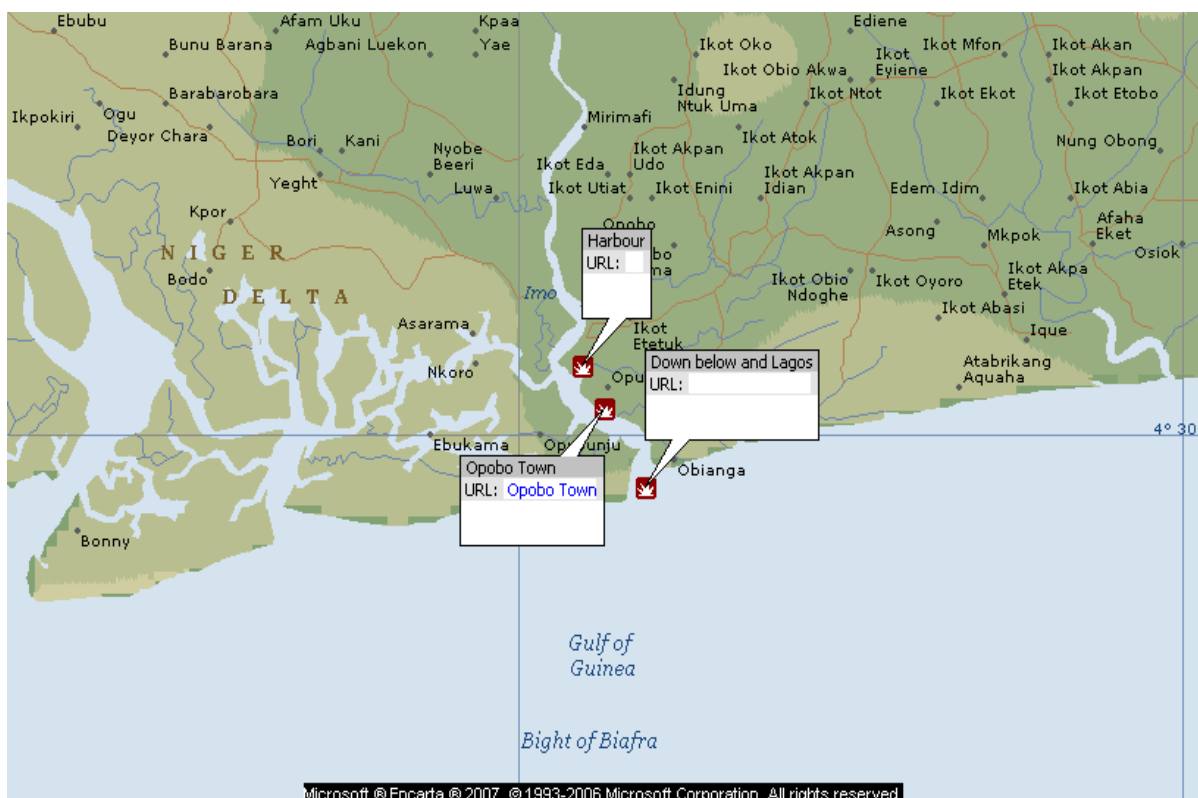 Ebubu
Afam Uku
Kpaa
Ediene
Bunu Barana
Agbani Luekon
Yae
Ikot Oko
Ikot
Eyiene
Ikot Mfon
Ikot Akan
Ikot Obio Akwa
Ikot Akpan
Barabarobara
Idung
Ntuk Uma
Ikot Ntot
Ikot Ekot
Ikot Etobo
Ikpokiri
Ogu
Deyor Chara
Mirimafi
Bori
Kani
Nyobe
Beeri
Ikot Akpan
Udo
Ikot Atok
Nung Obong
Ikot Eda
Yeght
Luwa
Ikot Utiat
Ikot Enini
Ikot Akpan
Idian
Edem Idim
Ikot Abia
Kpor
Opobo
Asong
Mkpok
Afaha
Eket
Harbour
URL:
NIGER
Osiok
Bodo
Ikot Obio
Ndoghe
Ikot Oyoro
Ikot Akpa
Etek
DELTA
Imo
Ikot Abasi
Asarama
Ikot
Etetuk
Ique
Down below and Lagos
URL:
Nkoro
Atabrikang
Aquaha
4° 30
Ebukama
Obianga
Opobo Town
URL: Opobo Town
Bonny
Gulf of
Guinea
Bight of Biafra
Microsoft ® Encarta ® 2007. © 1993-2006 Microsoft Corporation. All rights reserved.